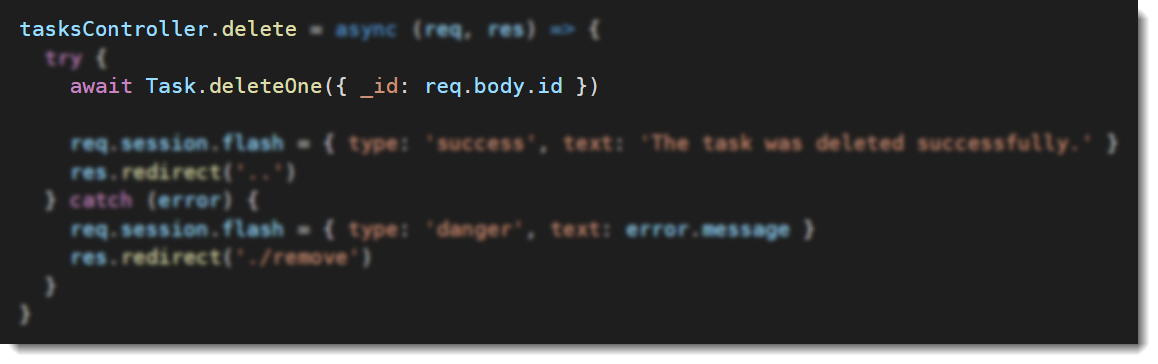 tasksController.delete = async (req, res) => {
try {
await Task.deleteOne({ _id: req.body.id })
req.session.flash = { type: 'success', text: 'The task was deleted successfully.' }
res.redirect('..')
} catch (error) {
req.session.flash = { type: 'danger', text: error.message }
res.redirect('./remove')
}
}